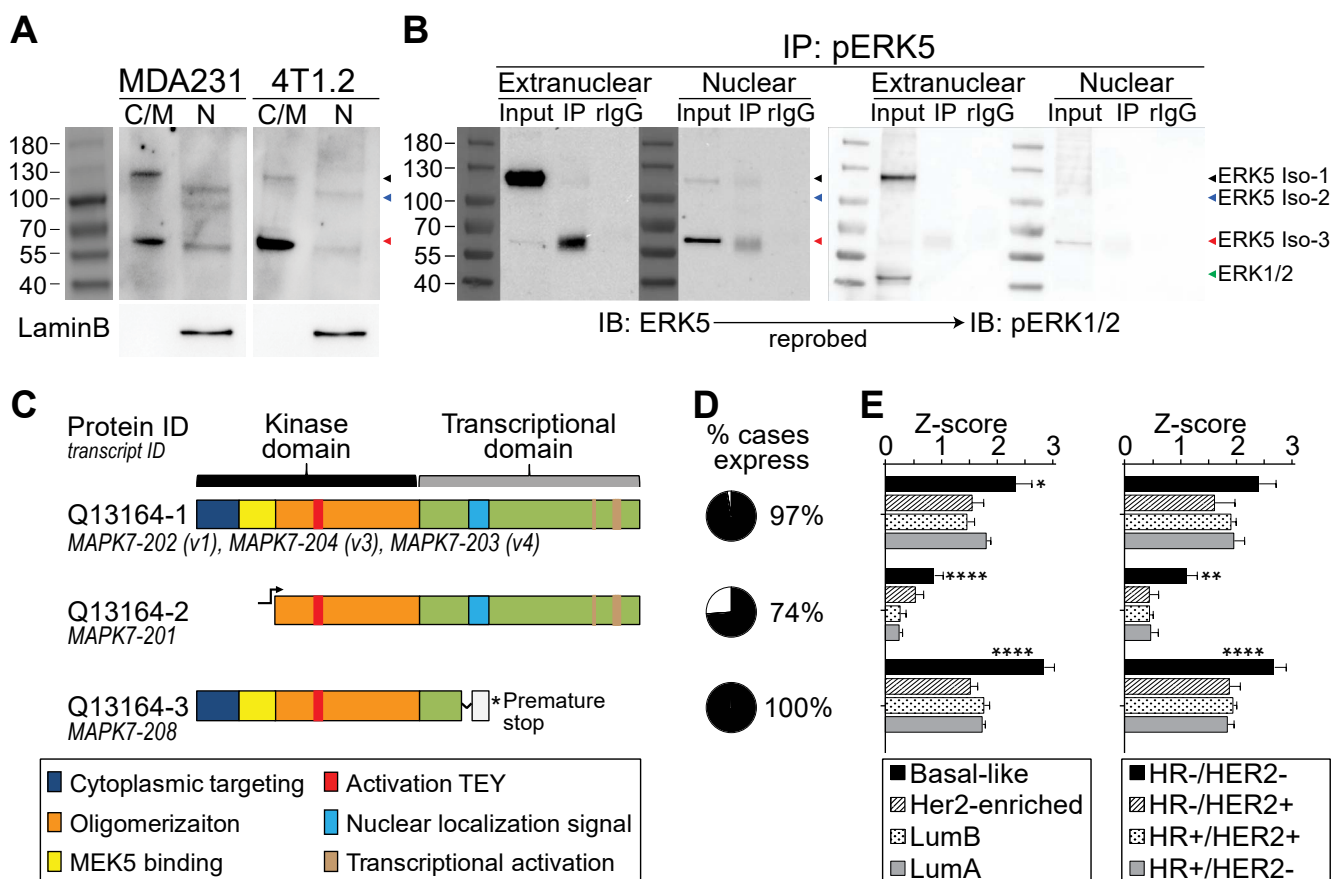 A
MDA231 4T1.2
C/M N C/M N
180
130
100
70
55
40
LaminB
B
IP: pERK5
Extranuclear Nuclear Extranuclear Nuclear
Input IP rIgG Input IP rIgG Input IP rIgG Input IP rIgG
180
130
100
70
55
40
ERK5 Iso-1
ERK5 Iso-2
ERK5 Iso-3
ERK1/2
IB: ERK5 reprobed IB: pERK1/2
C
Protein ID
transcript ID
Kinase domain
Transcriptional domain
Q13164-1
MAPK7-202 (v1), MAPK7-204 (v3), MAPK7-203 (v4)
Q13164-2
MAPK7-201
Q13164-3
MAPK7-208
*Premature stop
Cytoplasmic targeting
Oligomerizaiton
MEK5 binding
Activation TEY
Nuclear localization signal
Transcriptional activation
D
% cases express
97%
74%
100%
E
Z-score
0 1 2 3
*
****
****
Basal-like
Her2-enriched
LumB
LumA
Z-score
0 1 2 3
**
****
HR-/HER2-
HR-/HER2+
HR+/HER2+
HR+/HER2-